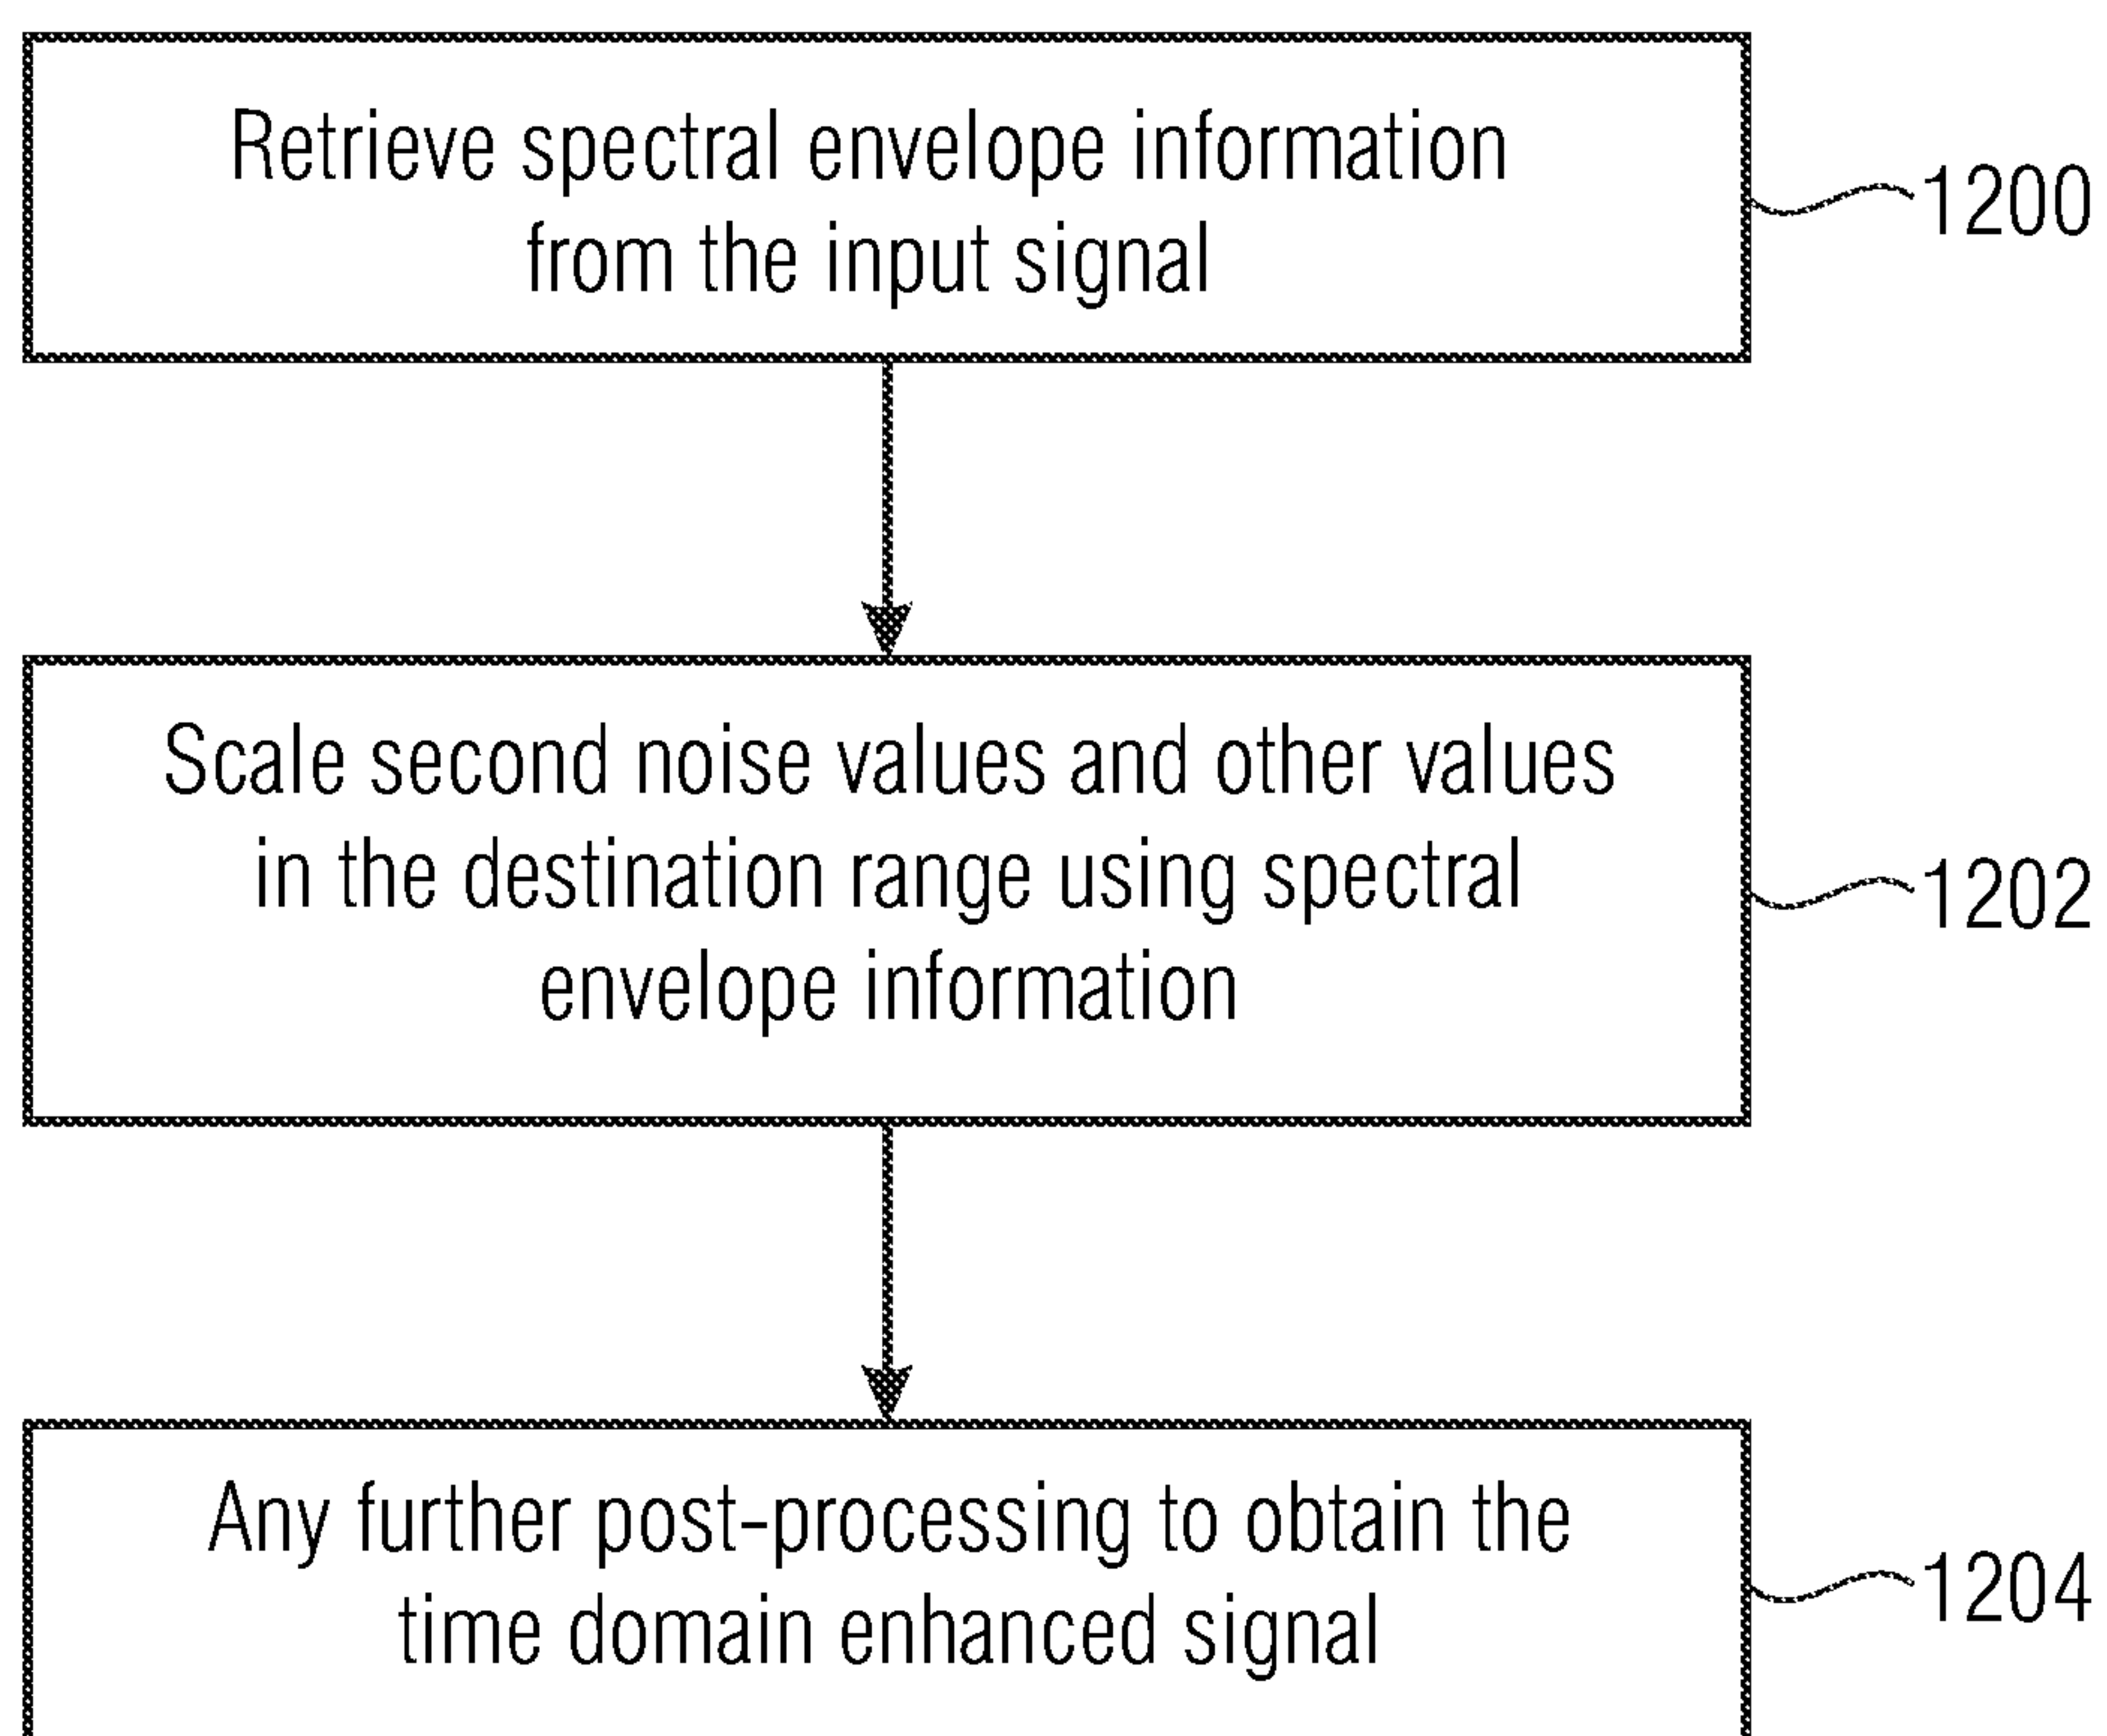 Retrieve spectral envelope information
from the input signal
1200
Scale second noise values and other values
in the destination range using spectral
envelope information
1202
Any further post-processing to obtain the
time domain enhanced signal
1204